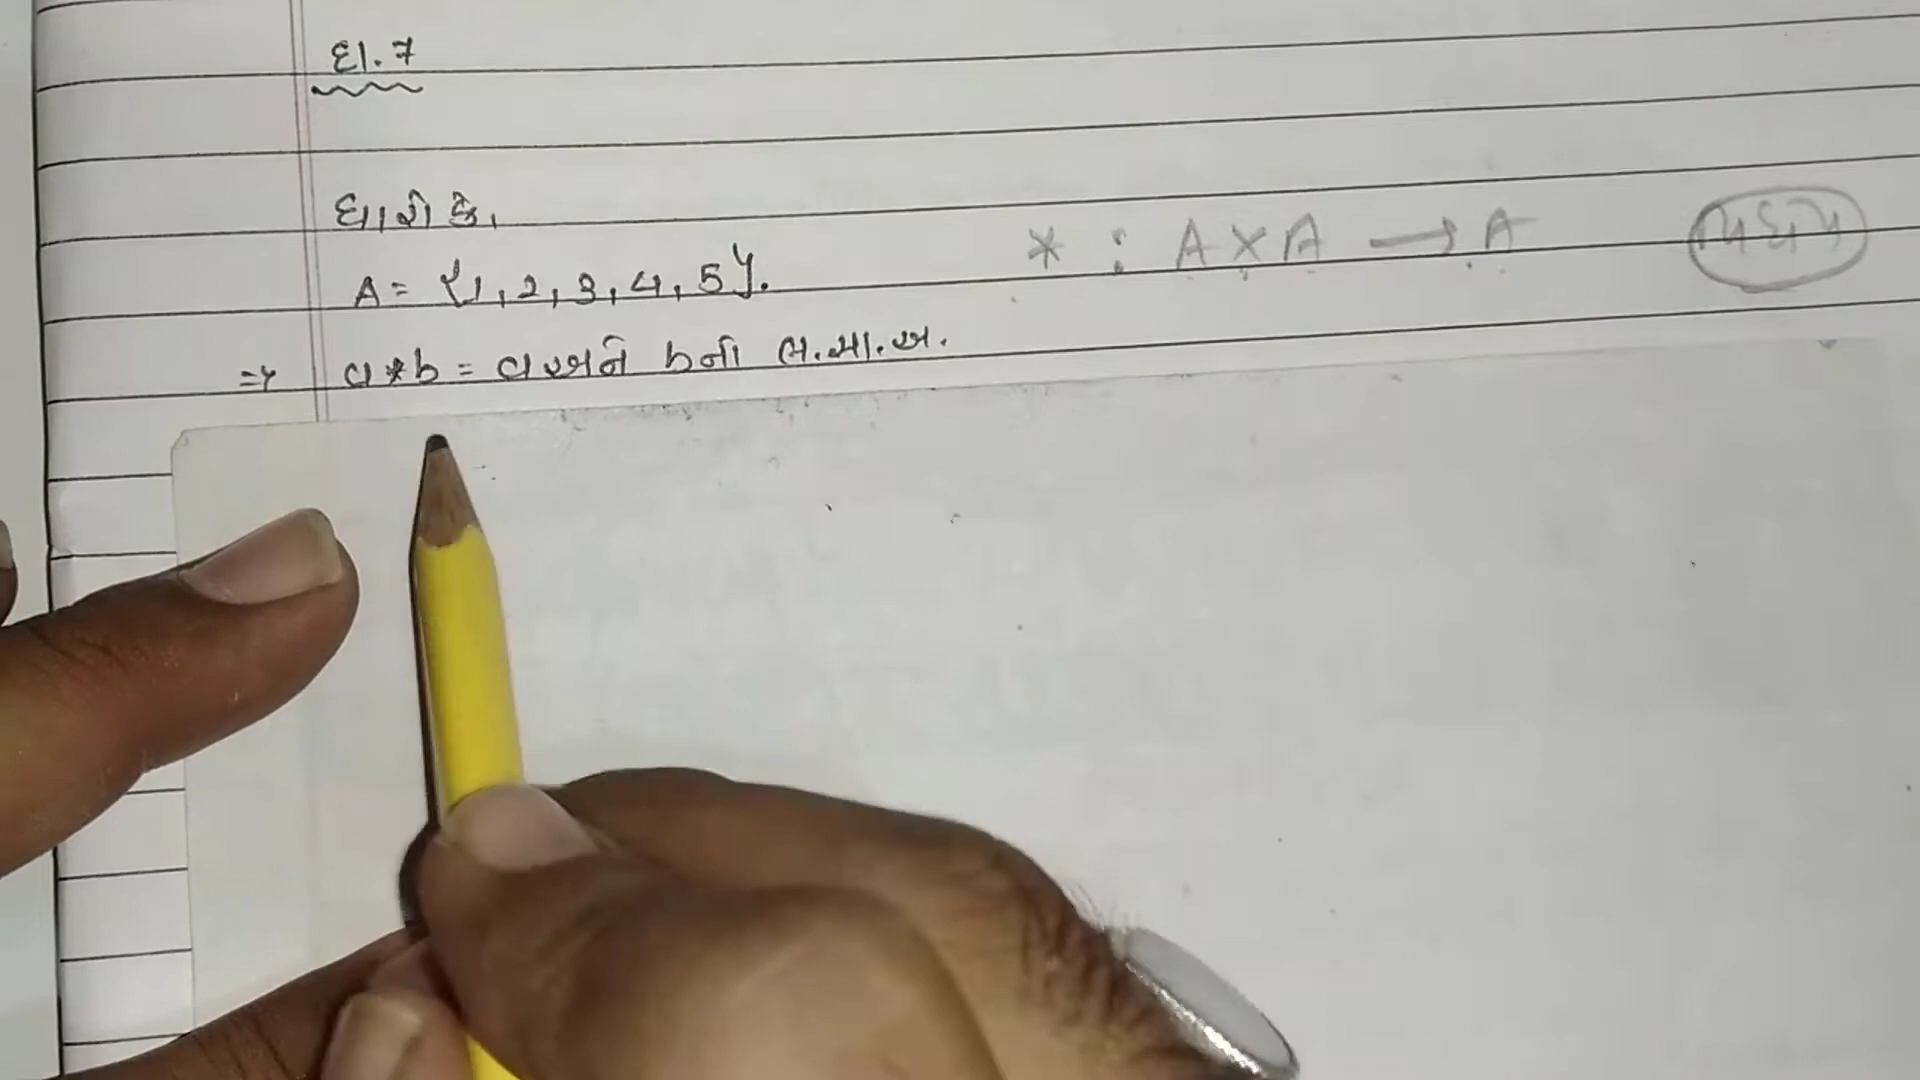 દા.7
ધારો કે,
A = {1, 2, 3, 4, 5}.
* : A X A → A
⇒ a * b = a અને b નો લ.સા.અ.